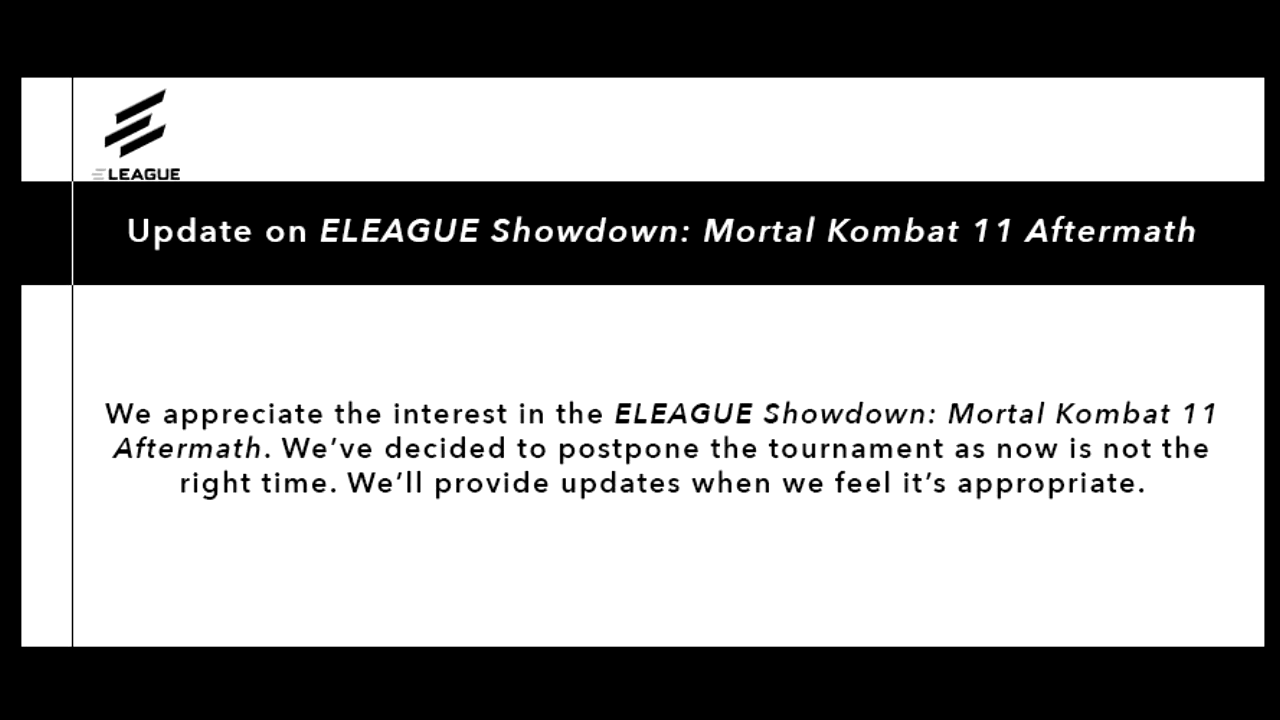 ELEAGUE
Update on ELEAGUE Showdown: Mortal Kombat 11 Aftermath
We appreciate the interest in the ELEAGUE Showdown: Mortal Kombat 11
Aftermath. We’ve decided to postpone the tournament as now is not the
right time. We’ll provide updates when we feel it’s appropriate.